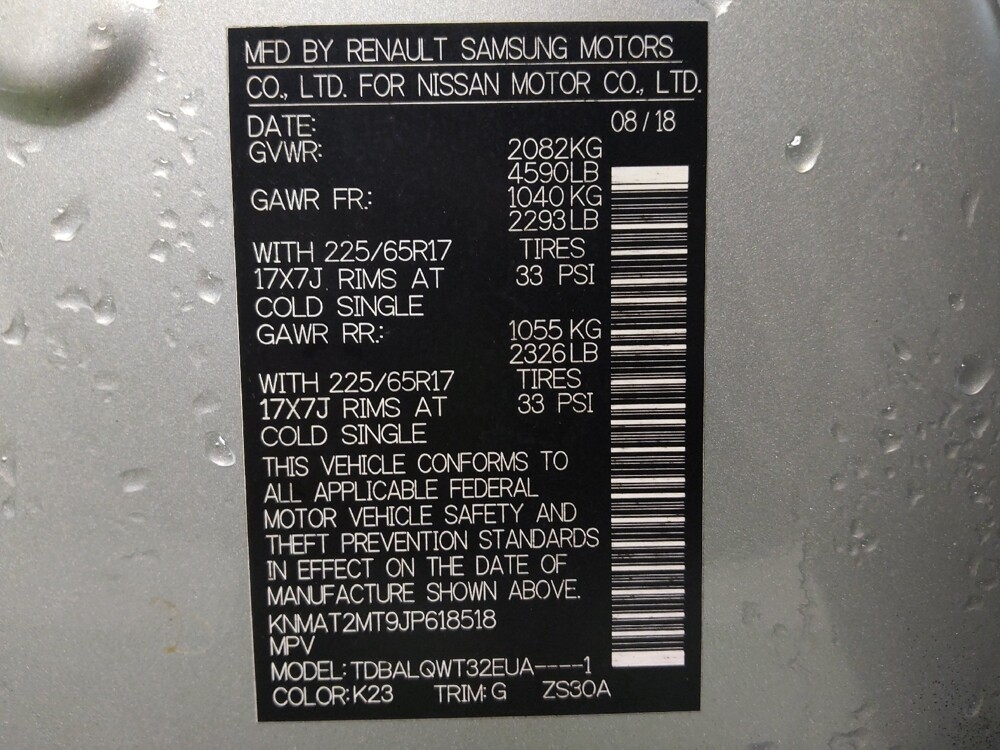 MFD BY RENAULT SAMSUNG MOTORS
CO., LTD. FOR NISSAN MOTOR CO., LTD.
DATE: 08/18
GVWR: 2082KG
4590LB
GAWR FR.: 1040KG
2293LB
WITH 225/65R17 TIRES
17X7J RIMS AT 33 PSI
COLD SINGLE
GAWR RR.: 1055 KG
2326LB
WITH 225/65R17 TIRES
17X7J RIMS AT 33 PSI
COLD SINGLE
THIS VEHICLE CONFORMS TO
ALL APPLICABLE FEDERAL
MOTOR VEHICLE SAFETY AND
THEFT PREVENTION STANDARDS
IN EFFECT ON THE DATE OF
MANUFACTURE SHOWN ABOVE.
KNMAT2MT9JP618518
MPV
MODEL:TDBALQWT32EUA----1
COLOR:K23 TRIM:G ZS30A